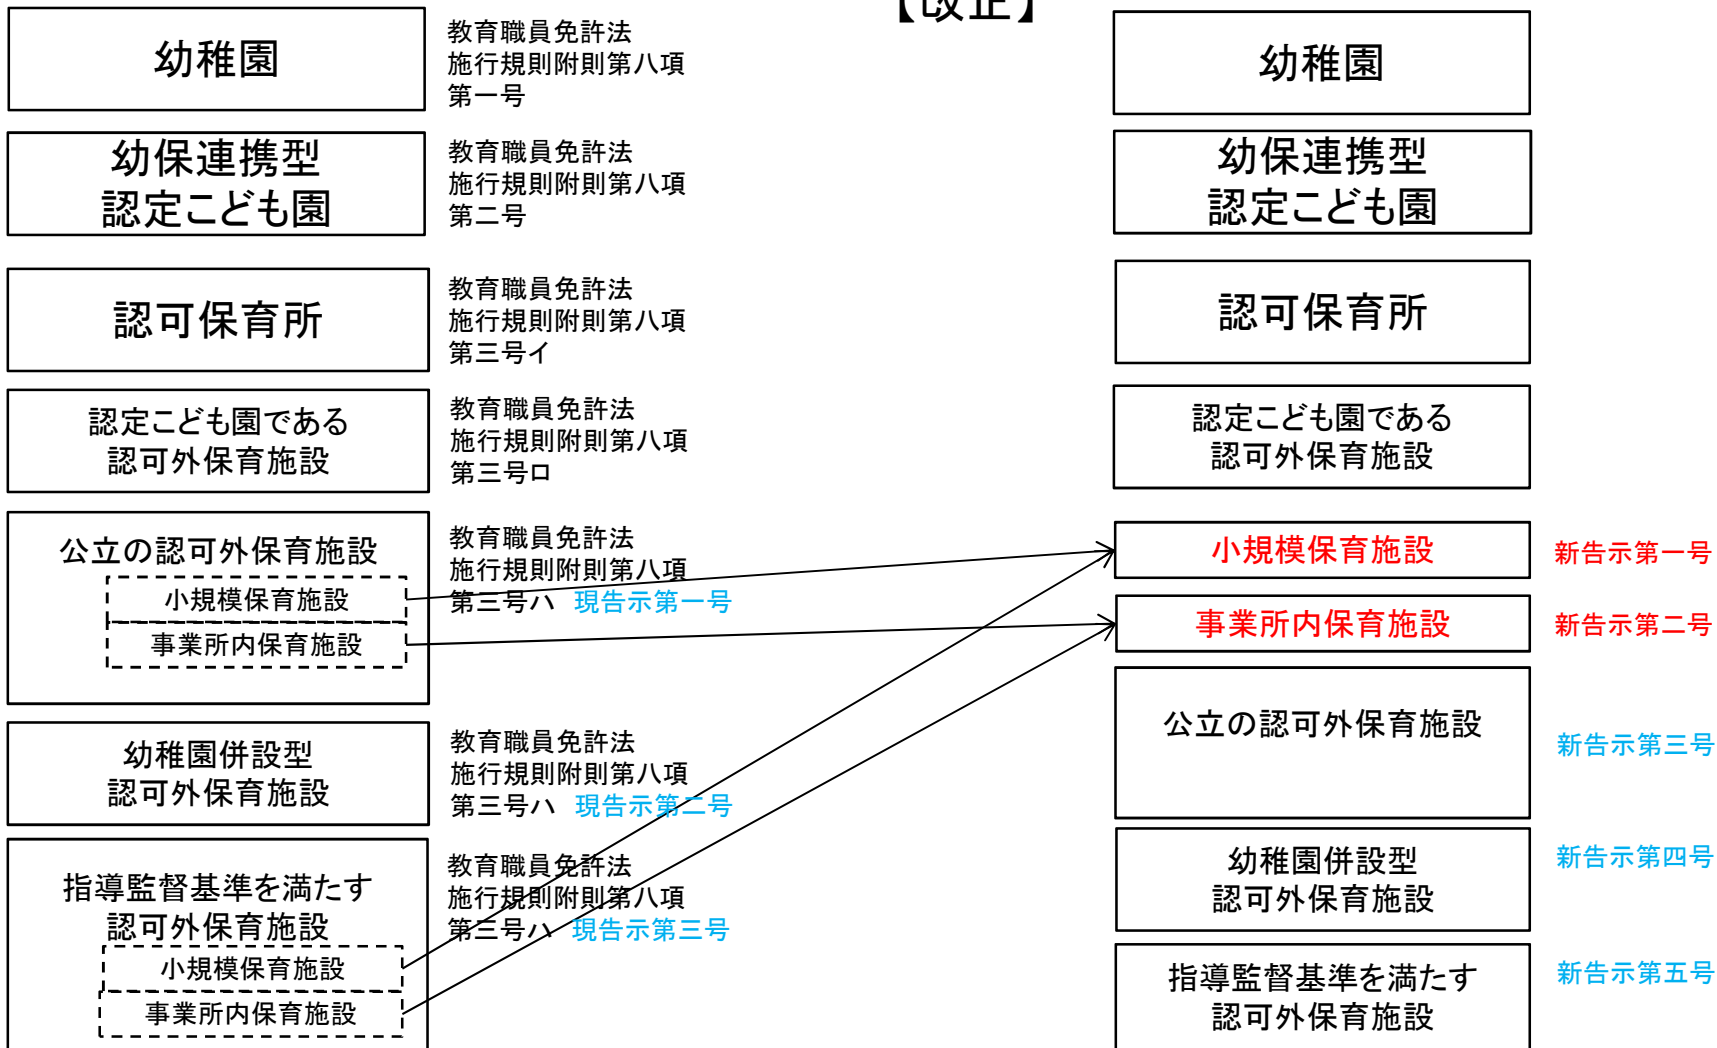 【改正】
幼稚園
教育職員免許法
施行規則附則第八項
第一号
幼保連携型
認定こども園
教育職員免許法
施行規則附則第八項
第二号
認可保育所
教育職員免許法
施行規則附則第八項
第三号イ
認定こども園である
認可外保育施設
教育職員免許法
施行規則附則第八項
第三号ロ
公立の認可外保育施設
小規模保育施設
事業所内保育施設
教育職員免許法
施行規則附則第八項
第三号ハ 現告示第一号
幼稚園併設型
認可外保育施設
教育職員免許法
施行規則附則第八項
第三号ハ 現告示第二号
指導監督基準を満たす
認可外保育施設
小規模保育施設
事業所内保育施設
教育職員免許法
施行規則附則第八項
第三号ハ 現告示第三号
幼稚園
幼保連携型
認定こども園
認可保育所
認定こども園である
認可外保育施設
小規模保育施設
新告示第一号
事業所内保育施設
新告示第二号
公立の認可外保育施設
新告示第三号
幼稚園併設型
認可外保育施設
新告示第四号
指導監督基準を満たす
認可外保育施設
新告示第五号